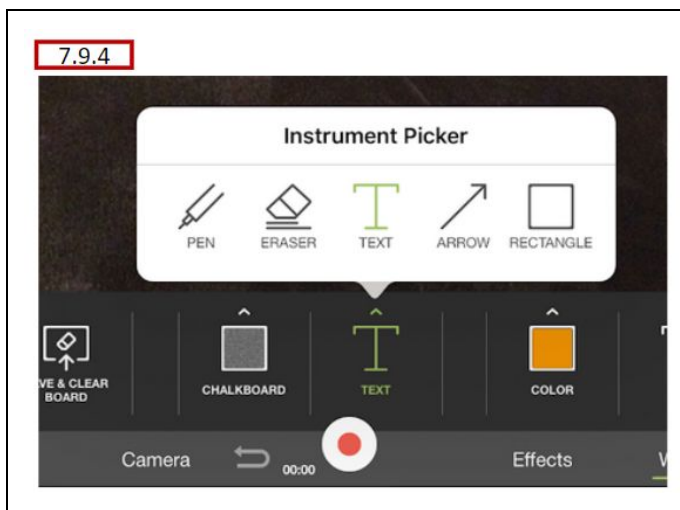 7.9.4
Instrument Picker
PEN ERASER TEXT ARROW RECTANGLE
VE & CLEAR
BOARD
CHALKBOARD TEXT COLOR
Camera 00:00 Effects W